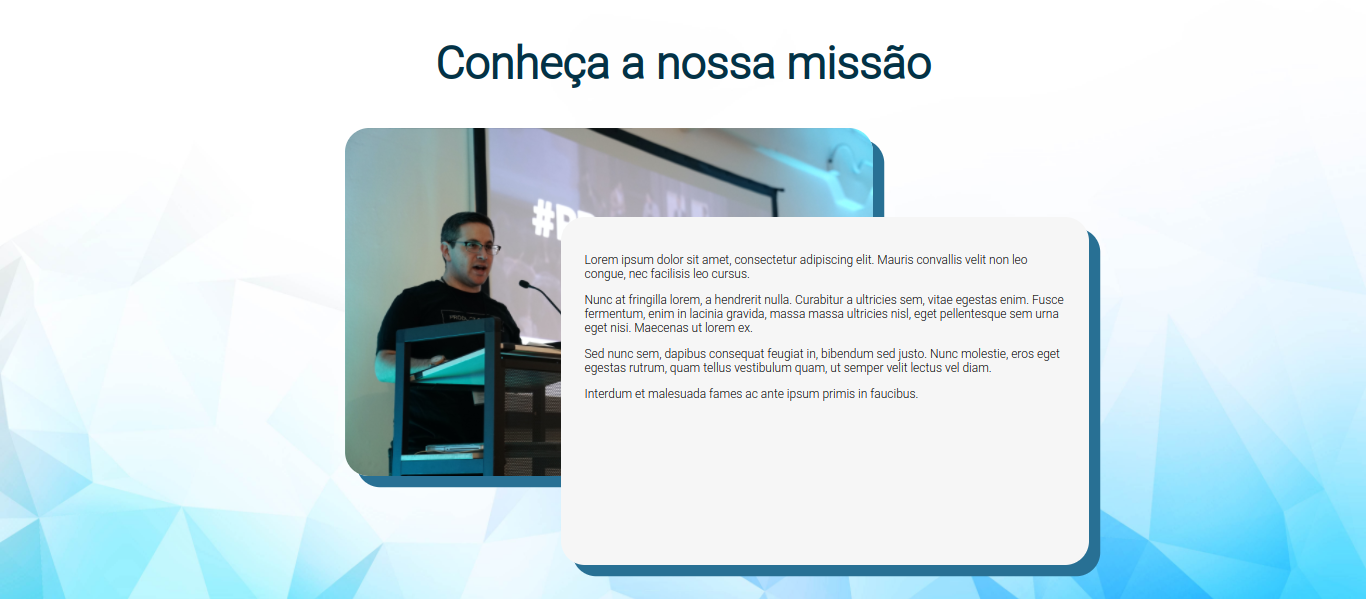 Conheça a nossa missão
Lorem ipsum dolor sit amet, consectetur adipiscing elit. Mauris convallis velit non leo
congue, nec facilisis leo cursus.
Nunc at fringilla lorem, a hendrerit nulla. Curabitur a ultricies sem, vitae egestas enim. Fusce
fermentum, enim in lacinia gravida, massa massa ultricies nisl, eget pellentesque sem urna
eget nisi. Maecenas ut lorem ex.
Sed nunc sem, dapibus consequat feugiat in, bibendum sed justo. Nunc molestie, eros eget
egestas rutrum, quam tellus vestibulum quam, ut semper velit lectus vel diam.
Interdum et malesuada fames ac ante ipsum primis in faucibus.